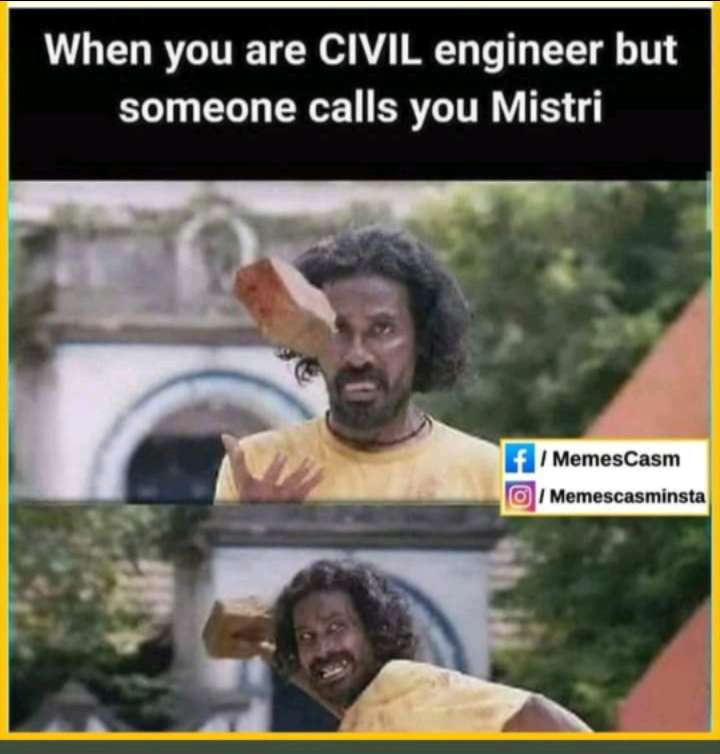 When you are CIVIL engineer but
someone calls you Mistri
/ MemesCasm
/ Memescasminsta